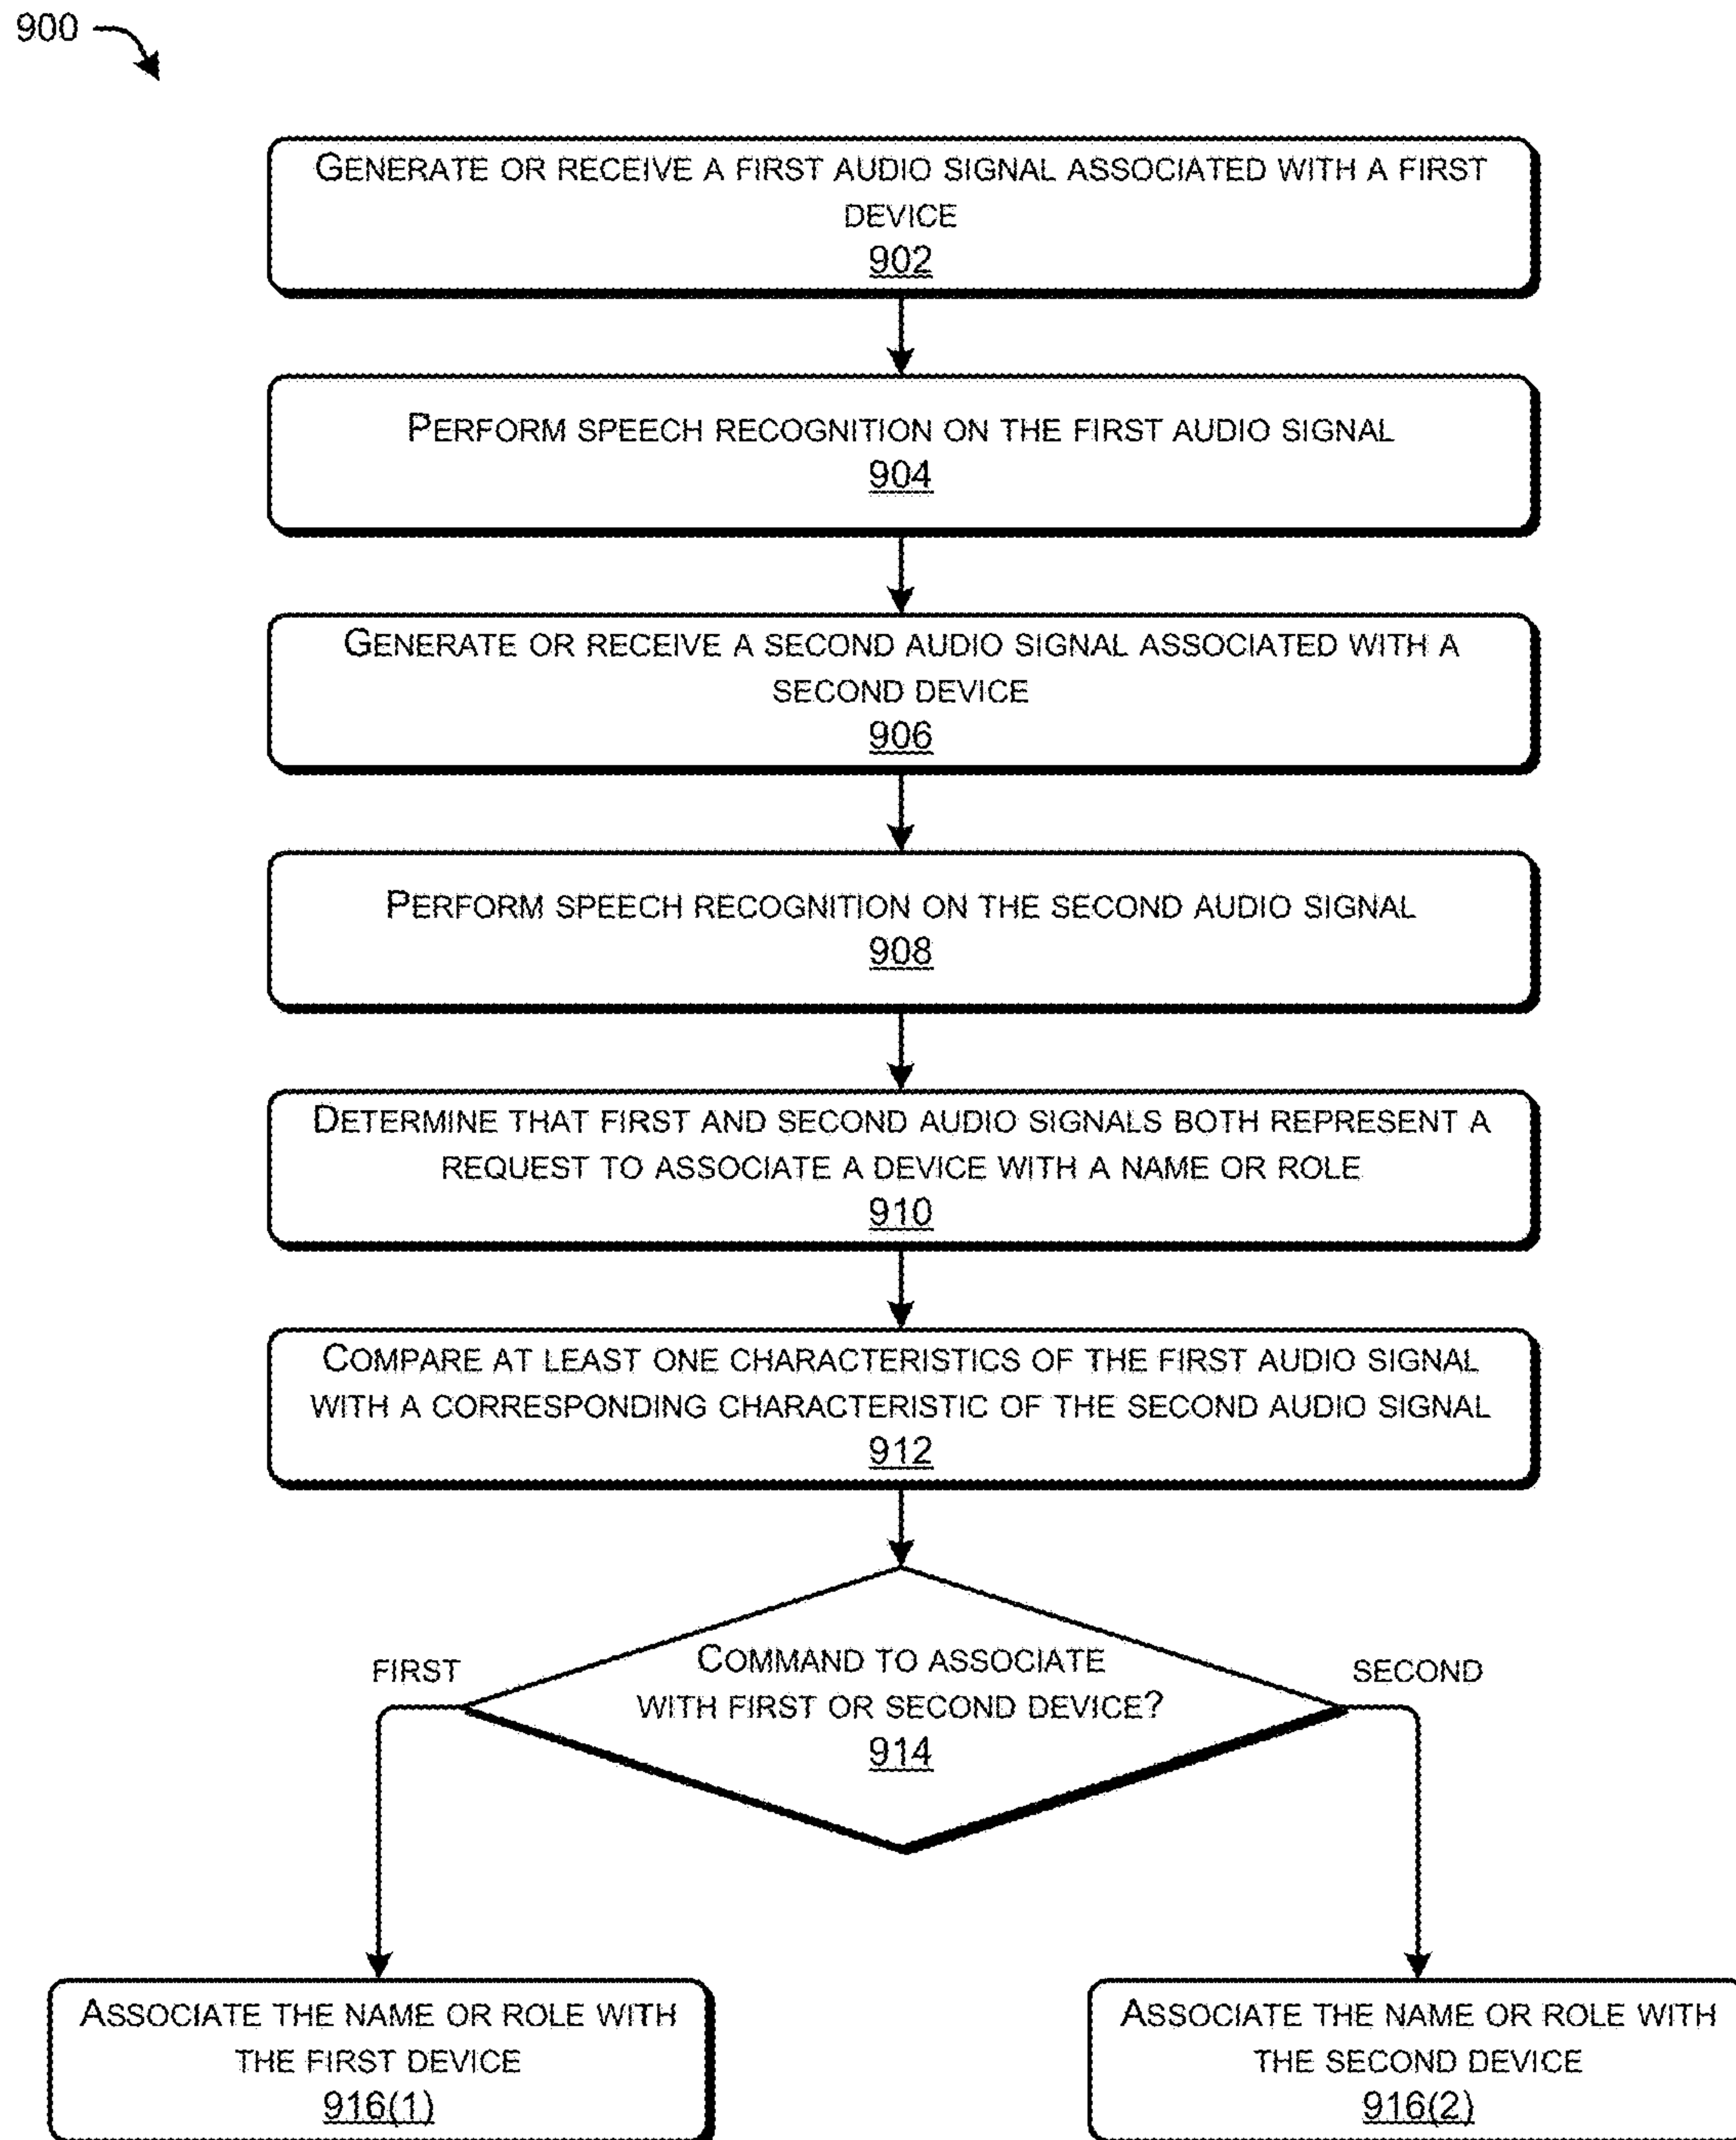 900
GENERATE OR RECEIVE A FIRST AUDIO SIGNAL ASSOCIATED WITH A FIRST
DEVICE
902
PERFORM SPEECH RECOGNITION ON THE FIRST AUDIO SIGNAL
904
GENERATE OR RECEIVE A SECOND AUDIO SIGNAL ASSOCIATED WITH A
SECOND DEVICE
906
PERFORM SPEECH RECOGNITION ON THE SECOND AUDIO SIGNAL
908
DETERMINE THAT FIRST AND SECOND AUDIO SIGNALS BOTH REPRESENT A
REQUEST TO ASSOCIATE A DEVICE WITH A NAME OR ROLE
910
COMPARE AT LEAST ONE CHARACTERISTICS OF THE FIRST AUDIO SIGNAL
WITH A CORRESPONDING CHARACTERISTIC OF THE SECOND AUDIO SIGNAL
912
COMMAND TO ASSOCIATE
WITH FIRST OR SECOND DEVICE?
914
FIRST
SECOND
ASSOCIATE THE NAME OR ROLE WITH
THE FIRST DEVICE
916(1)
ASSOCIATE THE NAME OR ROLE WITH
THE SECOND DEVICE
916(2)